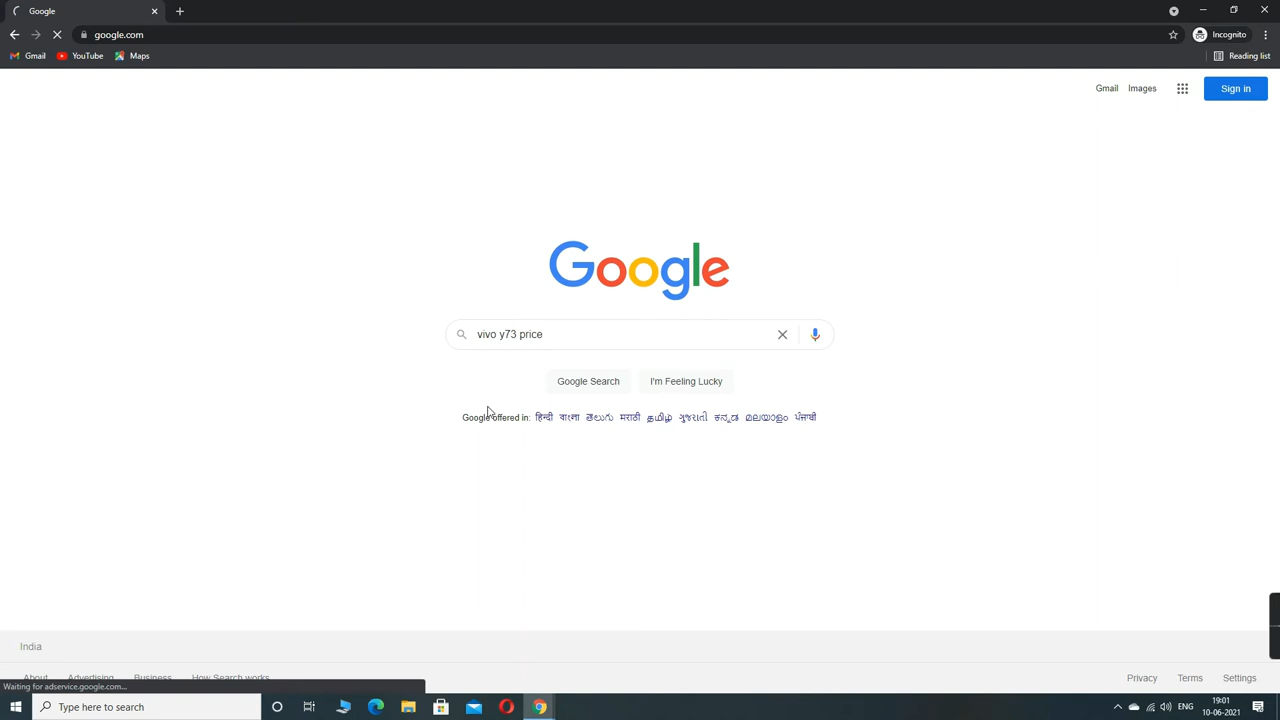 Google
google.com
Incognito
Gmail
YouTube
Maps
Reading list
Gmail
Images
Sign in
Google
vivo y73 price
Google Search
I'm Feeling Lucky
Google offered in: हिन्दी বাংলা తెలుగు मराठी தமிழ் ગુજરાતી ಕನ್ನಡ മലയാളം ਪੰਜਾਬੀ
India
About
Advertising
Business
How Search works
Privacy
Terms
Settings
Waiting for adservice.google.com...
Type here to search
ENG
19:01
10-06-2021